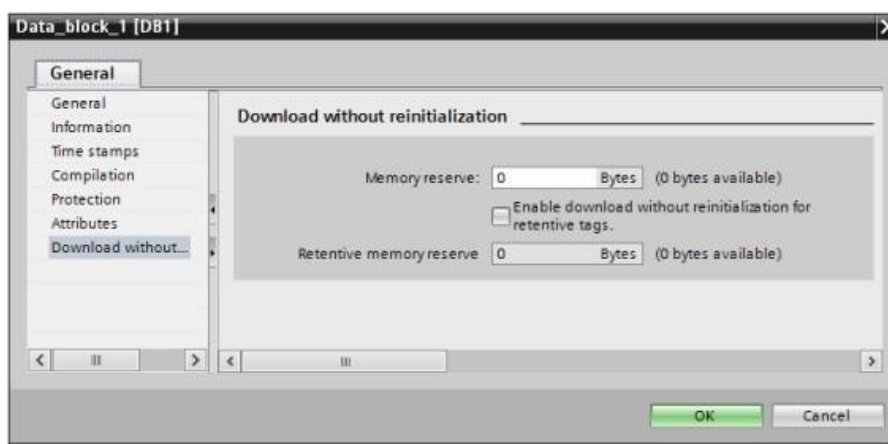 Data_block_1 [DB1]
General
General
Information
Time stamps
Compilation
Protection
Attributes
Download without...
Download without reinitialization
Memory reserve: 0 Bytes (0 bytes available)
Enable download without reinitialization for
retentive tags.
Retentive memory reserve 0 Bytes (0 bytes available)
OK Cancel